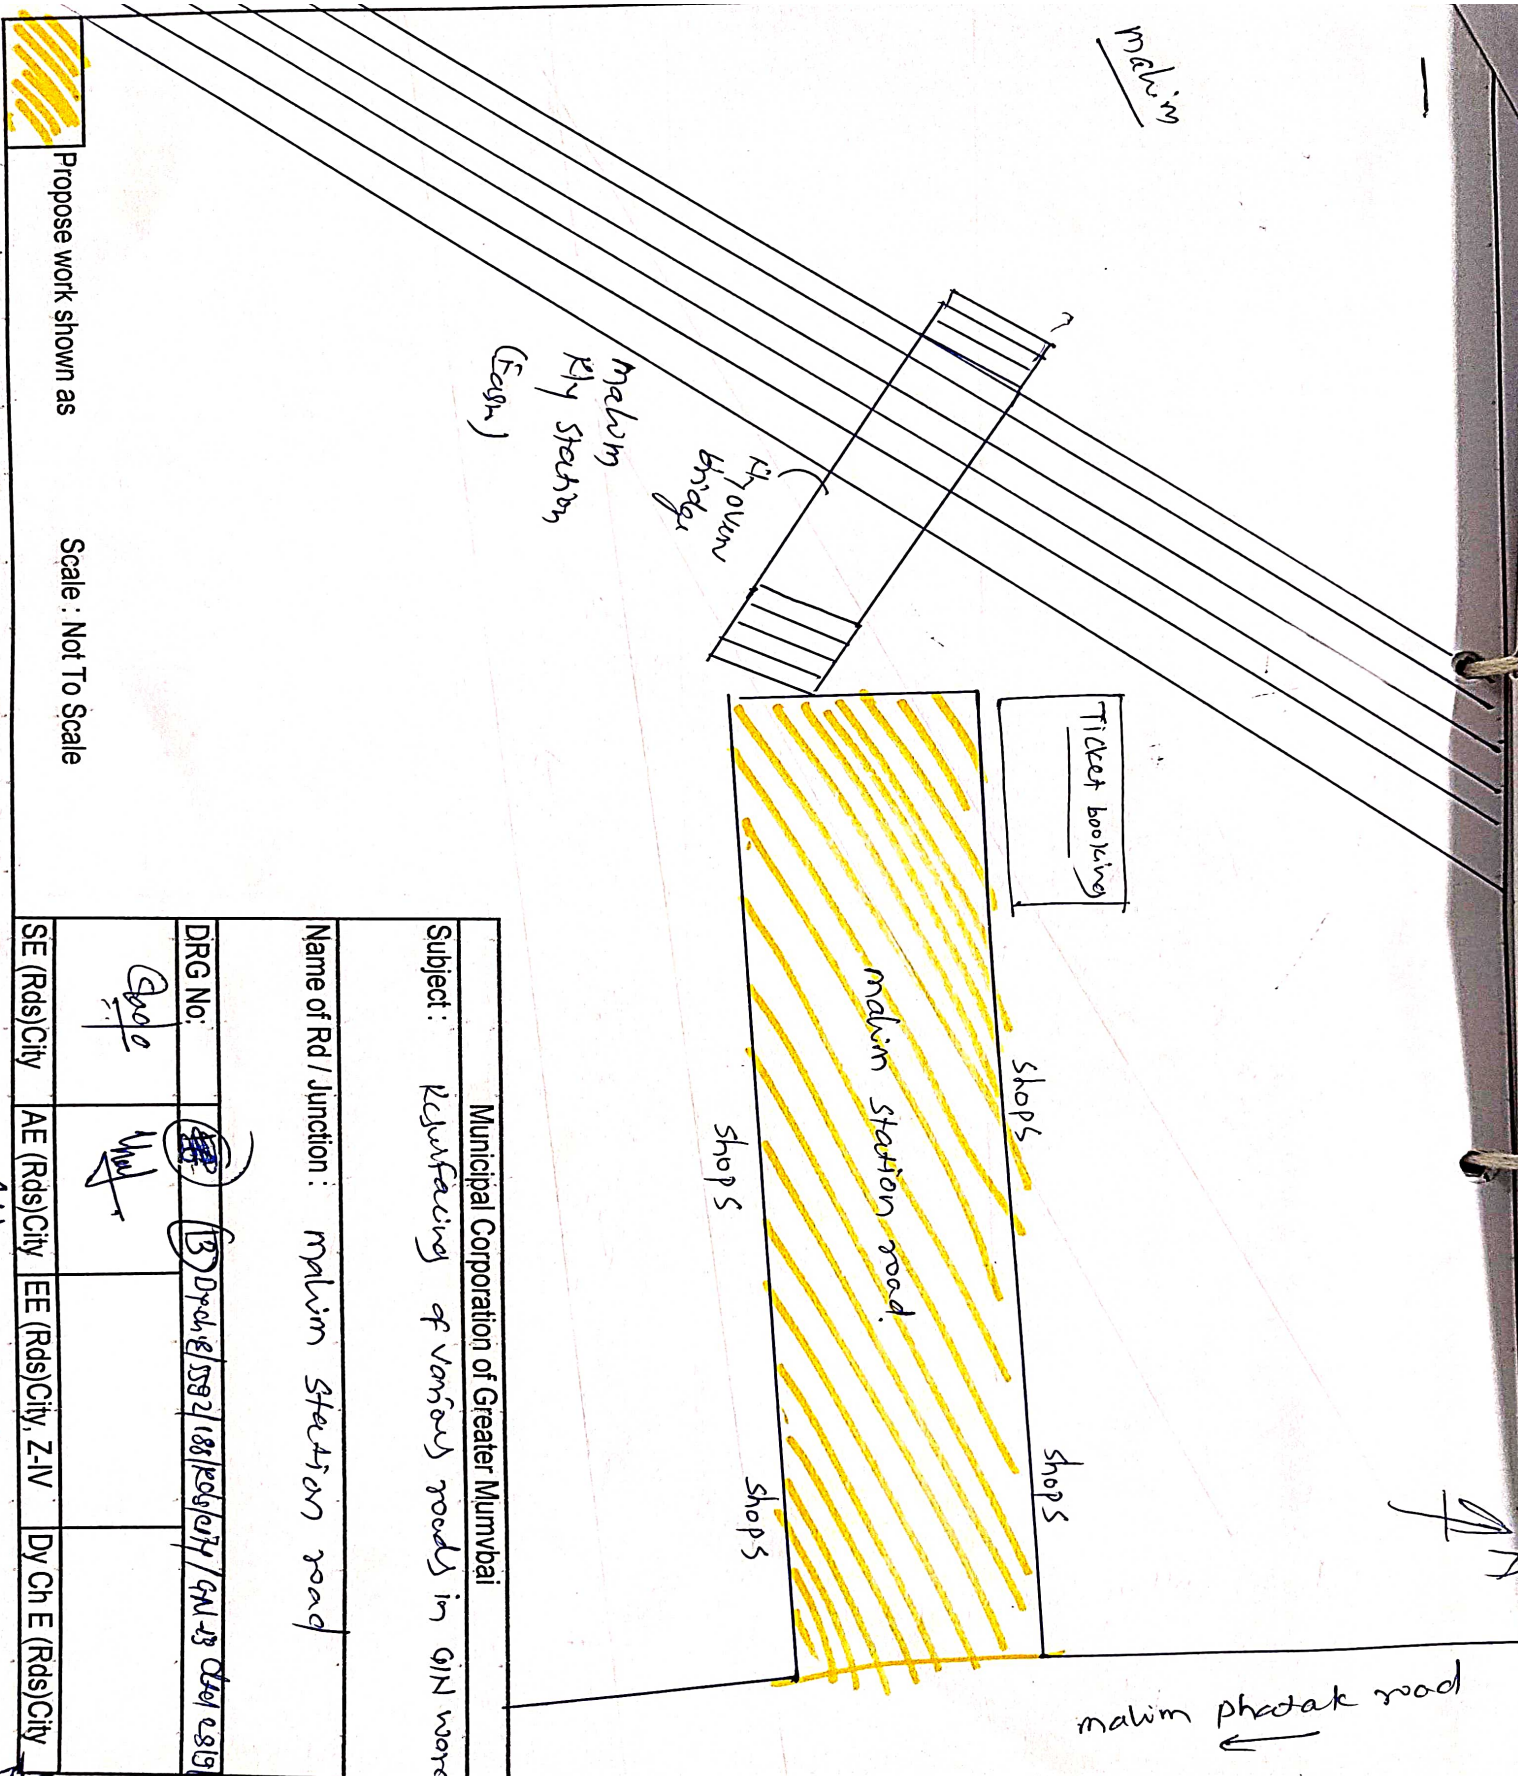 mahim
Rly over
bridge
mahim
Rly Station
(East)
Ticket booking
mahim station road.
shops
shops
shops
shops
mahim phatak road
Propose work shown as
Scale : Not To Scale
Municipal Corporation of Greater Mumvbai
Subject : Resurfacing of various roads in G/N ward
Name of Rd / Junction : mahim Station road
DRG No:
SE (Rds)City AE (Rds)City EE (Rds)City, Z-IV Dy Ch E (Rds)City